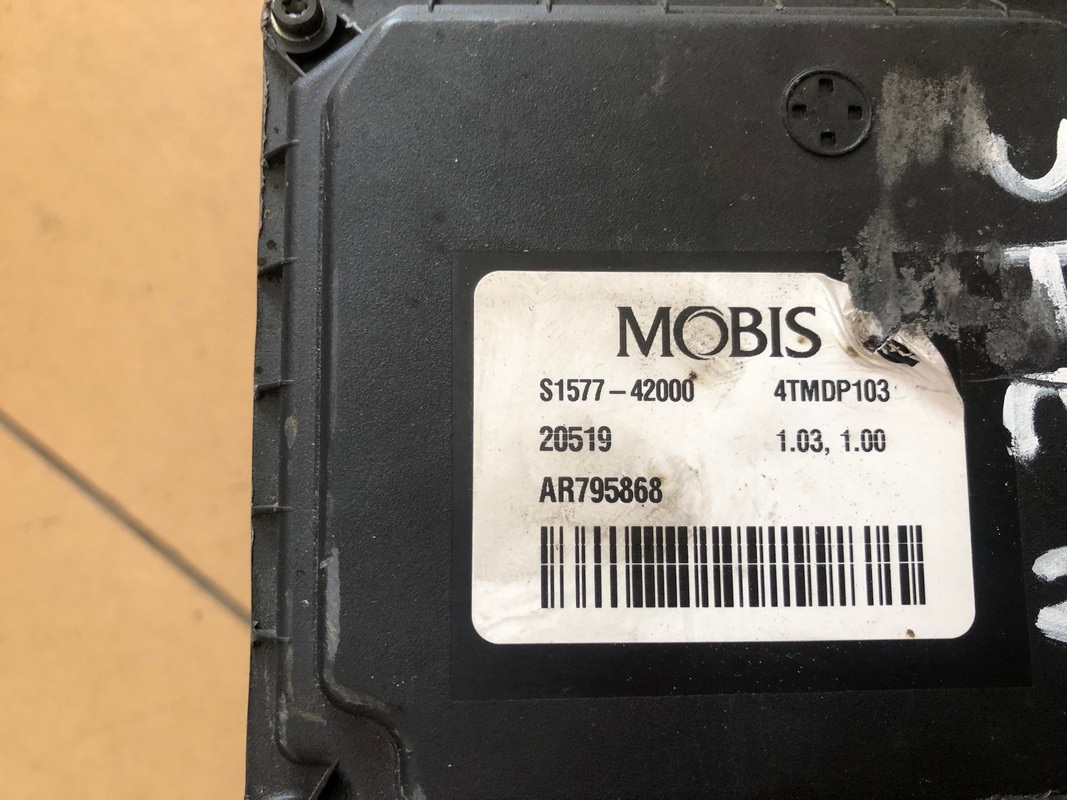 MOBIS
S1577-42000 4TMDP103
20519 1.03, 1.00
AR795868